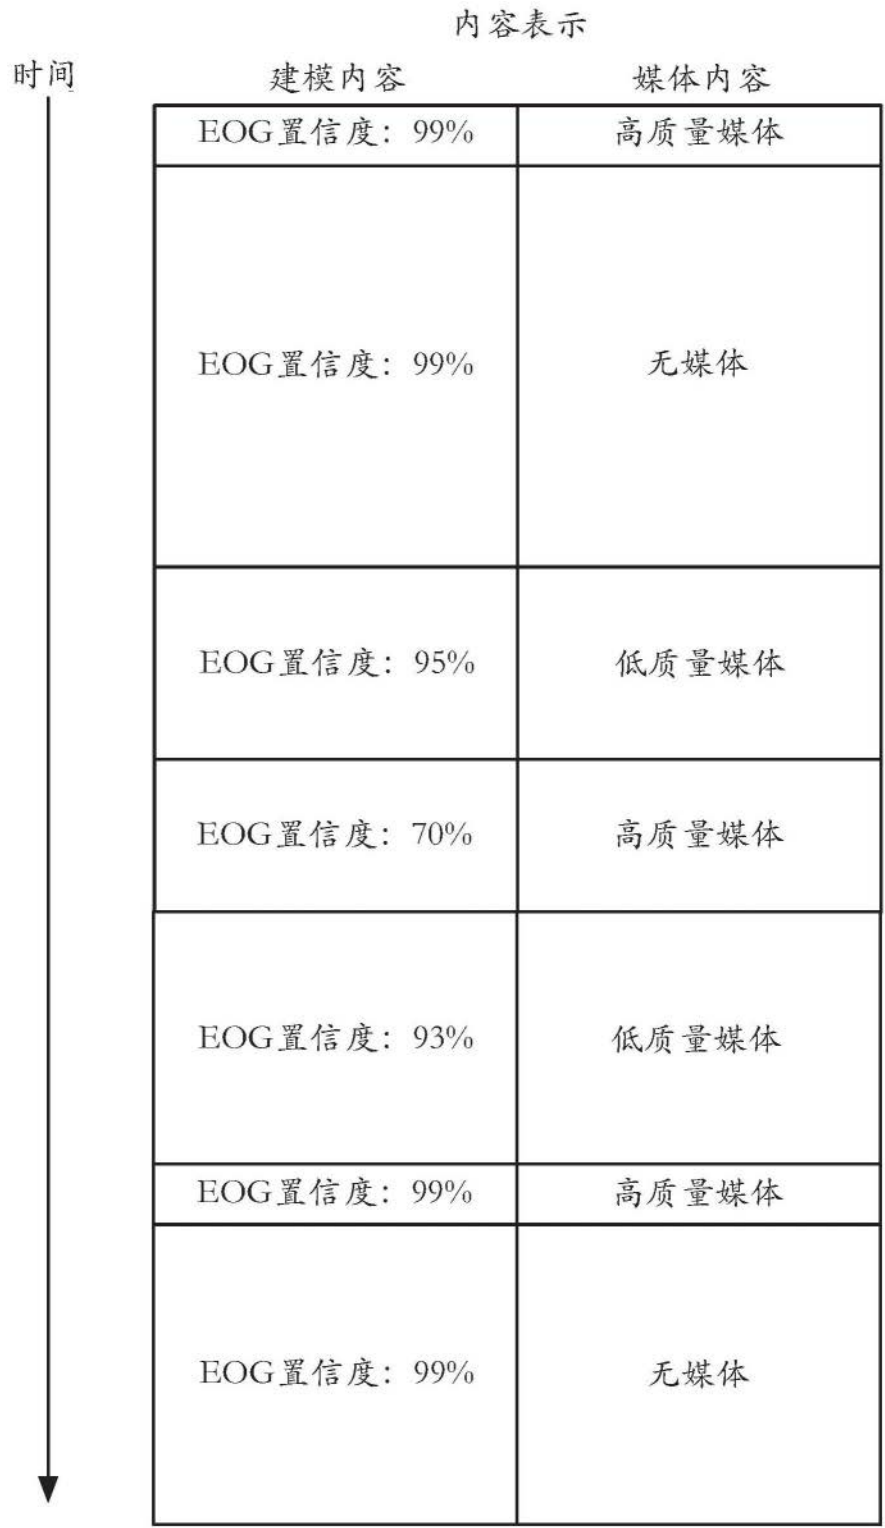 内容表示
时间
建模内容 媒体内容
EOG置信度：99% 高质量媒体
EOG置信度：99% 无媒体
EOG置信度：95% 低质量媒体
EOG置信度：70% 高质量媒体
EOG置信度：93% 低质量媒体
EOG置信度：99% 高质量媒体
EOG置信度：99% 无媒体